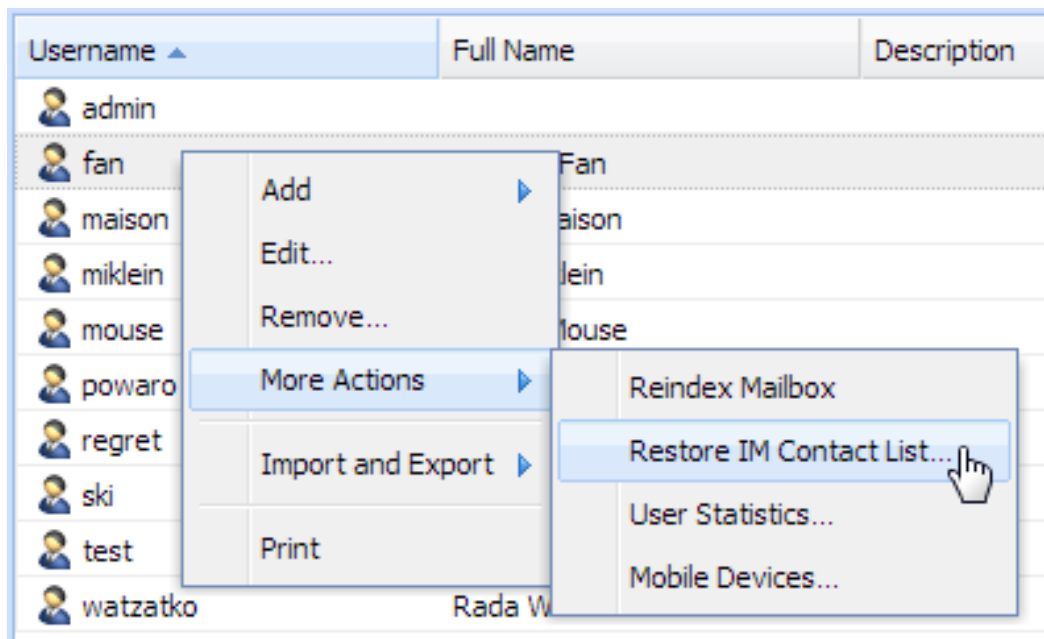 Username Full Name Description
admin
fan Fan
maison aison
miklein lein
mouse Mouse
powaro
regret
ski
test
watzatko Rada W
Add
Edit...
Remove...
More Actions
Import and Export
Print
Reindex Mailbox
Restore IM Contact List...
User Statistics...
Mobile Devices...